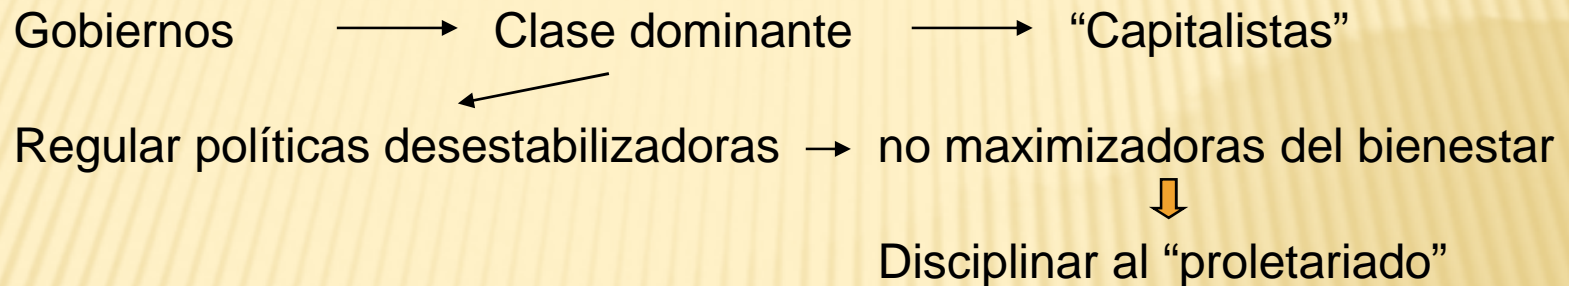 Gobiernos Clase dominante “Capitalistas”
Regular políticas desestabilizadoras no maximizadoras del bienestar
Disciplinar al “proletariado”